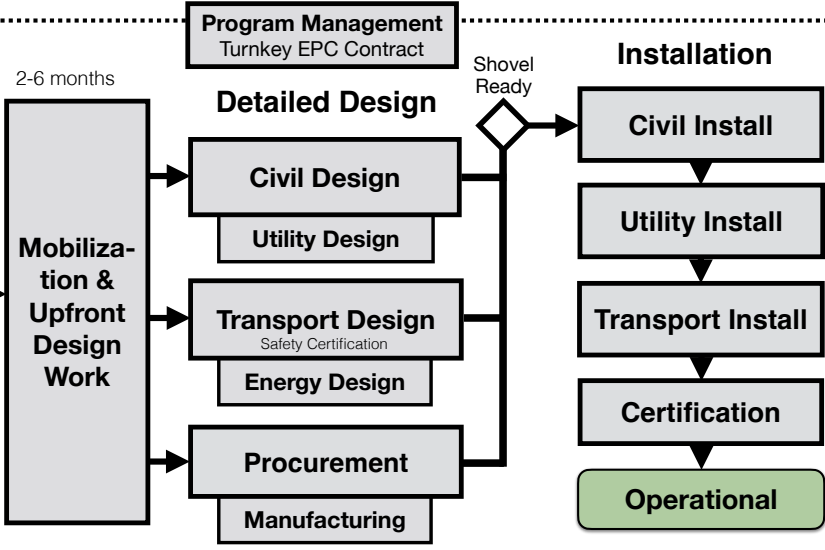 Program Management
Turnkey EPC Contract
2-6 months
Mobiliza-
tion &
Upfront
Design
Work
Detailed Design
Civil Design
Utility Design
Transport Design
Safety Certification
Energy Design
Procurement
Manufacturing
Shovel
Ready
Installation
Civil Install
Utility Install
Transport Install
Certification
Operational